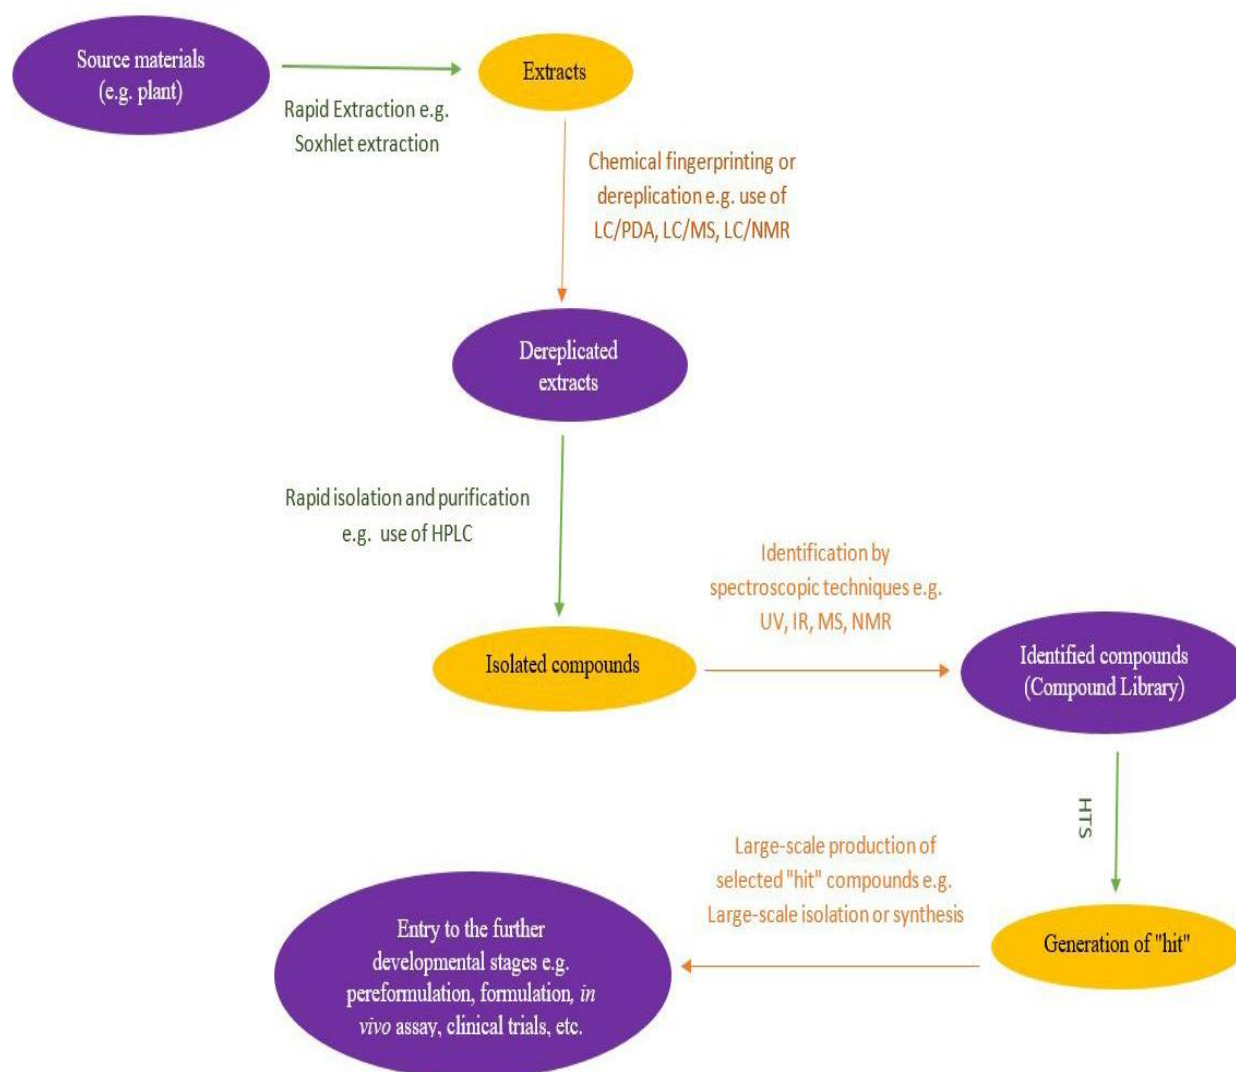 Source materials
(e.g. plant)
Rapid Extraction e.g.
Soxhlet extraction
Extracts
Chemical fingerprinting or
dereplication e.g. use of
LC/PDA, LC/MS, LC/NMR
Dereplicated
extracts
Rapid isolation and purification
e.g. use of HPLC
Isolated compounds
Identification by
spectroscopic techniques e.g.
UV, IR, MS, NMR
Identified compounds
(Compound Library)
HTS
Generation of "hit"
Large-scale production of
selected "hit" compounds e.g.
Large-scale isolation or synthesis
Entry to the further
developmental stages e.g.
pereformulation, formulation, in
vivo assay, clinical trials, etc.